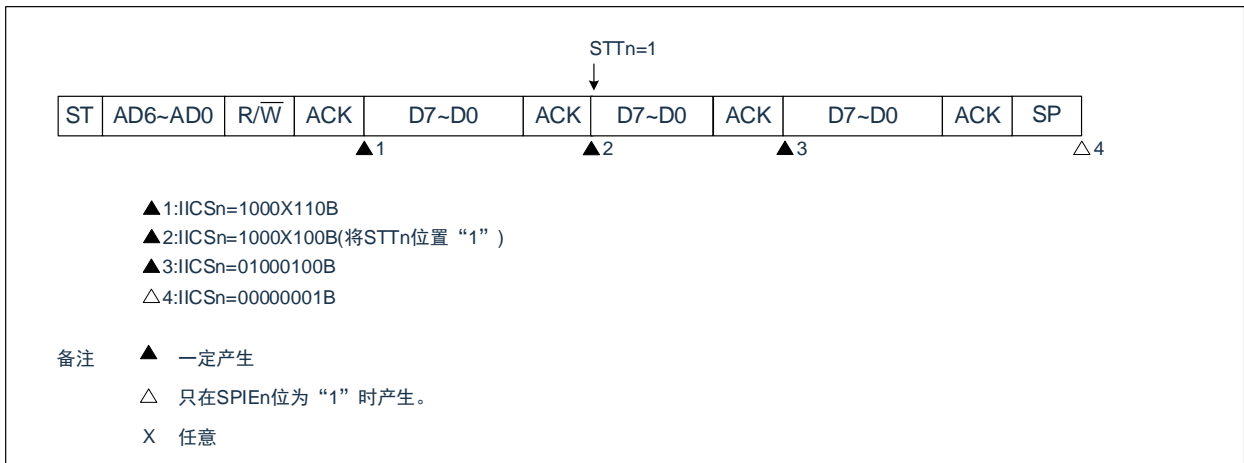 STTn=1
ST AD6~AD0 R/W̅ ACK D7~D0 ACK D7~D0 ACK D7~D0 ACK SP
▲1 ▲2 ▲3 △4
▲1:IICSn=1000X110B
▲2:IICSn=1000X100B(将STTn位置“1”)
▲3:IICSn=01000100B
△4:IICSn=00000001B
备注 ▲ 一定产生
△ 只在SPIEn位为“1”时产生。
X 任意